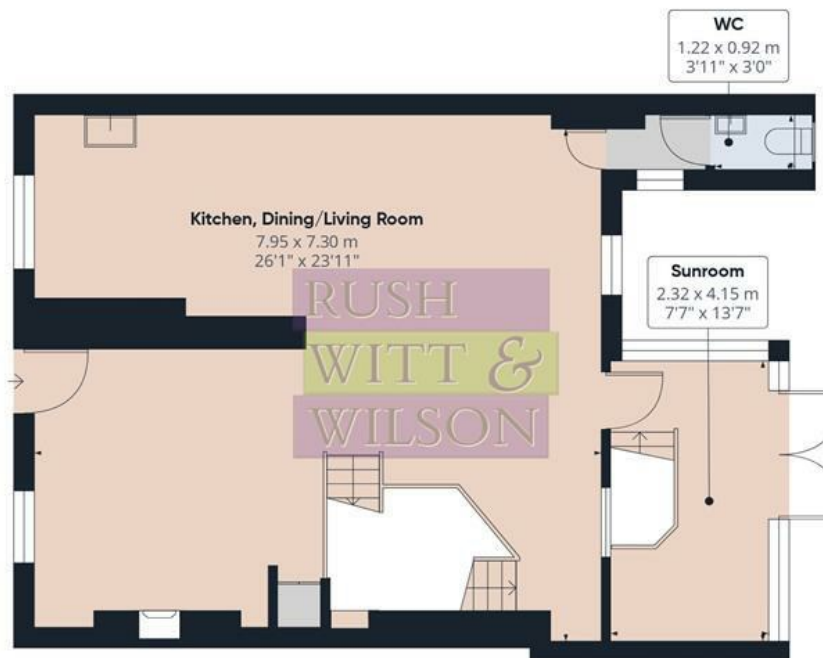 WC
1.22 x 0.92 m
3'11" x 3'0"
Kitchen, Dining/Living Room
7.95 x 7.30 m
26'1" x 23'11"
Sunroom
2.32 x 4.15 m
7'7" x 13'7"
RUSH
WITT &
WILSON